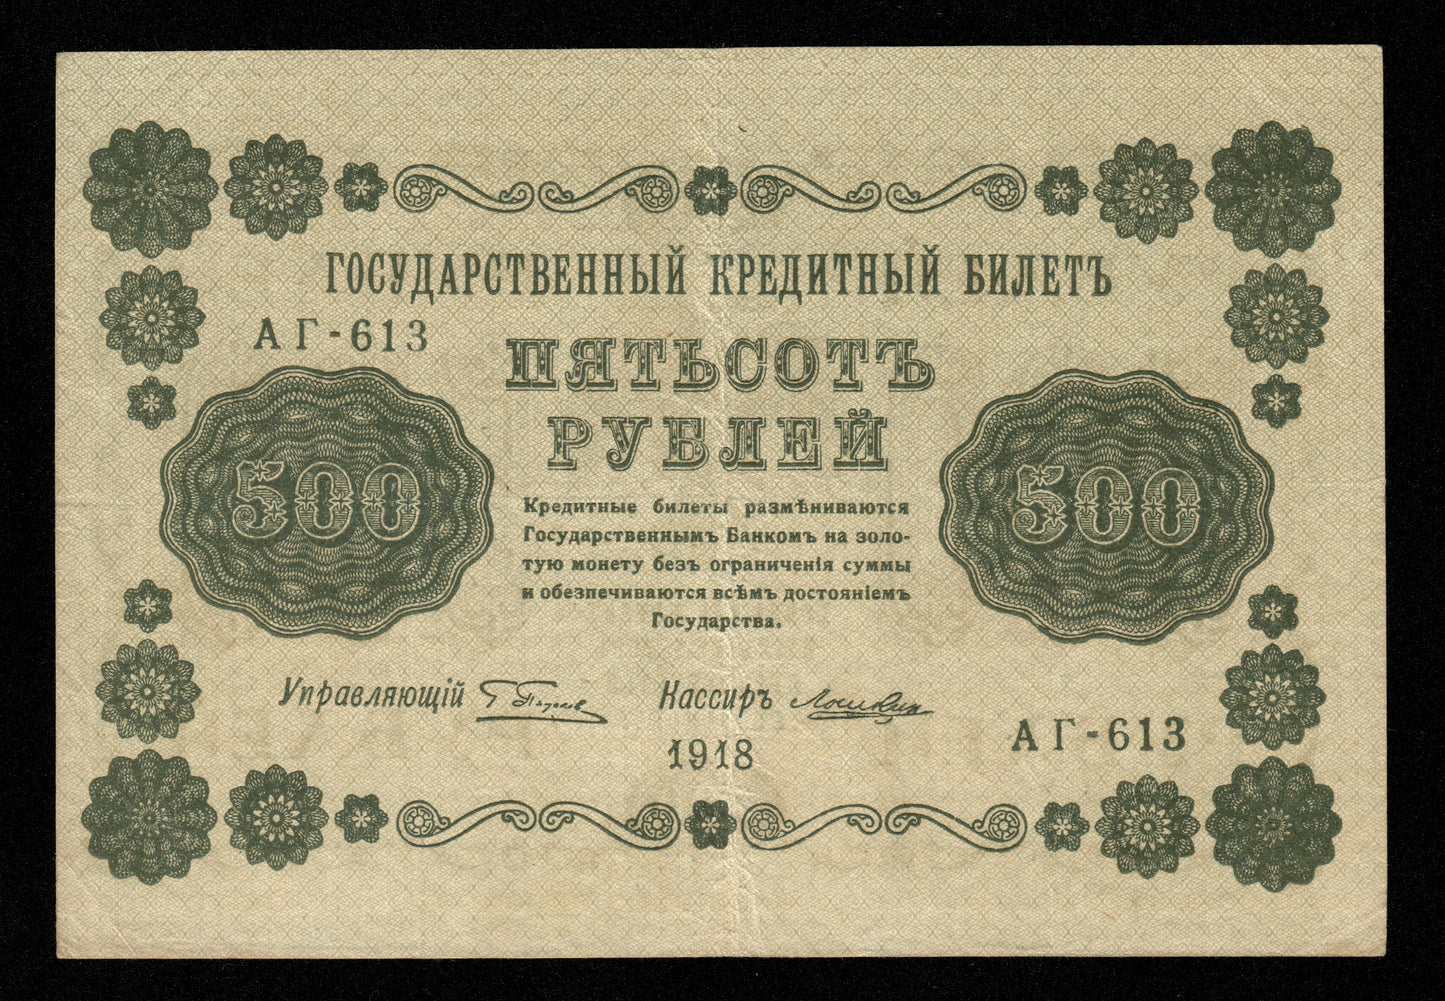 ГОСУДАРСТВЕННЫЙ КРЕДИТНЫЙ БИЛЕТЪ
АГ-613
ПЯТЬСОТЪ
РУБЛЕЙ
500
500
Кредитные билеты размѣниваются
Государственнымъ Банкомъ на золо-
тую монету безъ ограниченія суммы
и обезпечиваются всѣмъ достояніемъ
Государства.
Управляющій
Кассиръ
1918
АГ-613